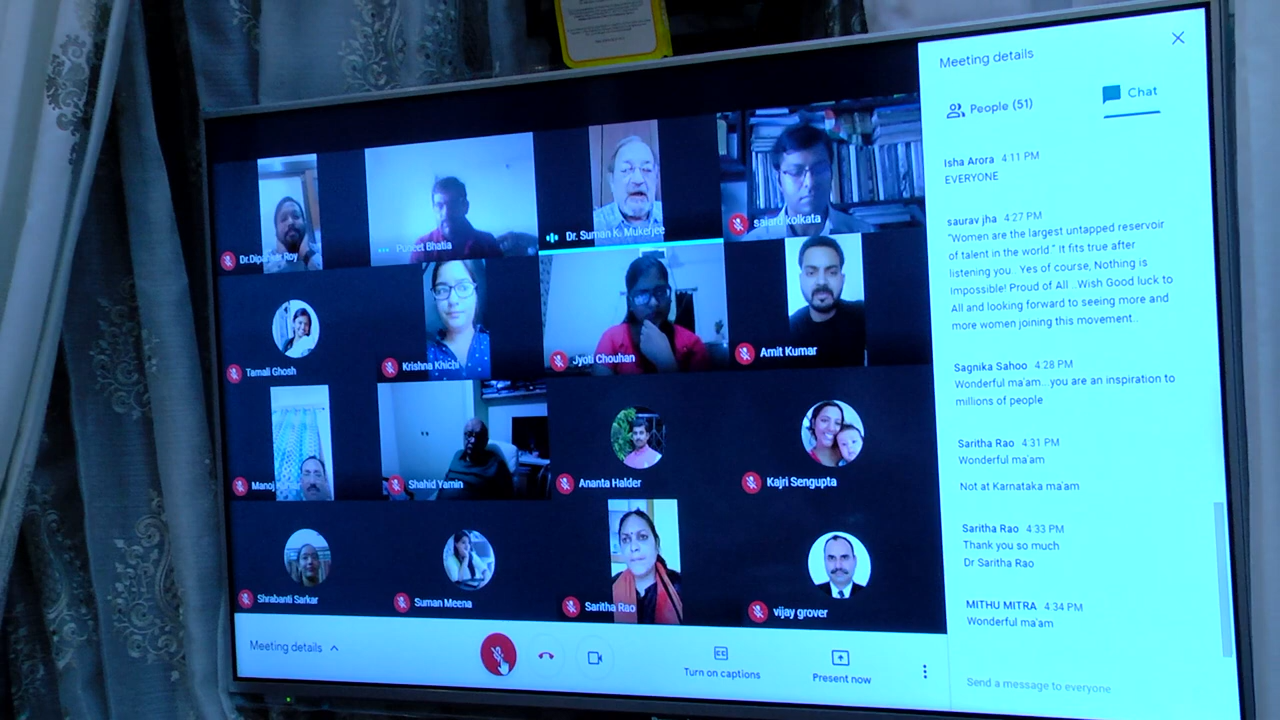 Meeting details
People (51)
Chat
Isha Arora 4:11 PM
EVERYONE
saurav jha 4:27 PM
"Women are the largest untapped reservoir
of talent in the world." It fits true after
listening you.. Yes of course, Nothing is
Impossible! Proud of All ..Wish Good luck to
All and looking forward to seeing more and
more women joining this movement..
Sagnika Sahoo 4:28 PM
Wonderful ma'am...you are an inspiration to
millions of people
Saritha Rao 4:31 PM
Wonderful ma'am
Not at Karnataka ma'am
Saritha Rao 4:33 PM
Thank you so much
Dr Saritha Rao
MITHU MITRA 4:34 PM
Wonderful ma'am
Send a message to everyone
Roy
Puneet Bhatia
Dr. Suman K. Mukerjee
saiard kolkata
Tamali Ghosh
Krishna Khichi
Jyoti Chouhan
Amit Kumar
Manoj
Shahid Yamin
Ananta Halder
Kajri Sengupta
Shrabanti Sarkar
Suman Meena
Saritha Rao
vijay grover
Meeting details
Turn on captions
Present now